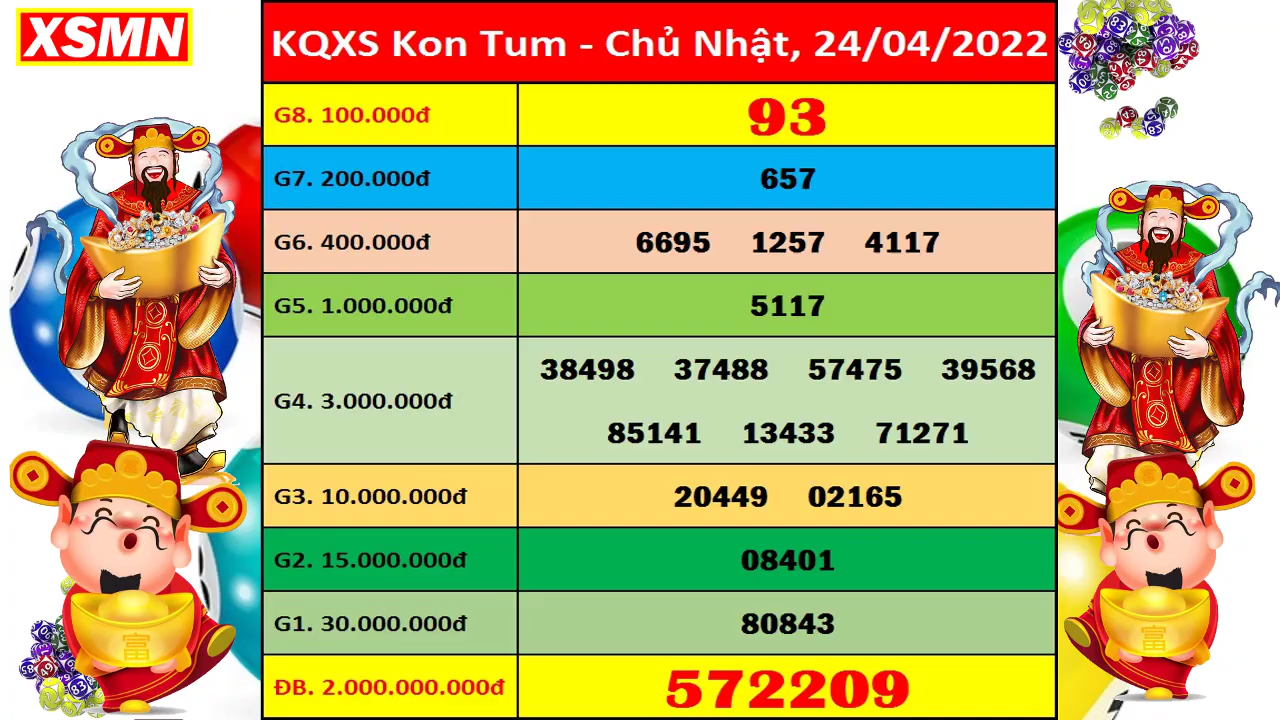 XSMN
KQXS Kon Tum - Chủ Nhật, 24/04/2022
G8. 100.000đ 93
G7. 200.000đ 657
G6. 400.000đ 6695 1257 4117
G5. 1.000.000đ 5117
G4. 3.000.000đ 38498 37488 57475 39568
85141 13433 71271
G3. 10.000.000đ 20449 02165
G2. 15.000.000đ 08401
G1. 30.000.000đ 80843
ĐB. 2.000.000.000đ 572209
富
富